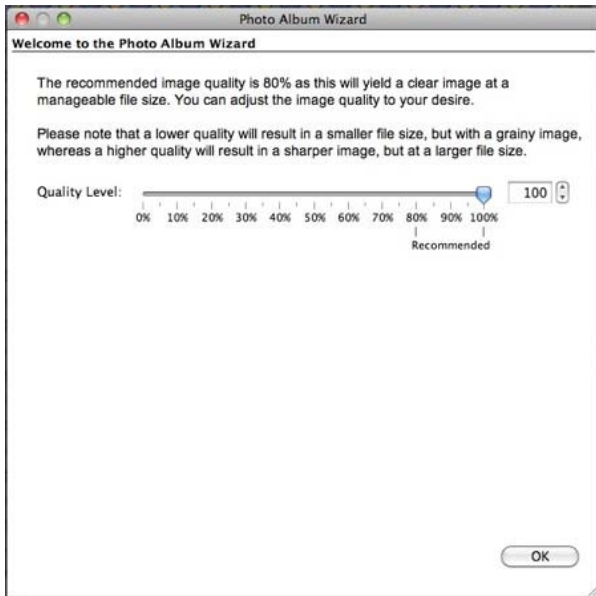 Photo Album Wizard
Welcome to the Photo Album Wizard
The recommended image quality is 80% as this will yield a clear image at a
manageable file size. You can adjust the image quality to your desire.
Please note that a lower quality will result in a smaller file size, but with a grainy image,
whereas a higher quality will result in a sharper image, but at a larger file size.
Quality Level: 100
0% 10% 20% 30% 40% 50% 60% 70% 80% 90% 100%
Recommended
OK